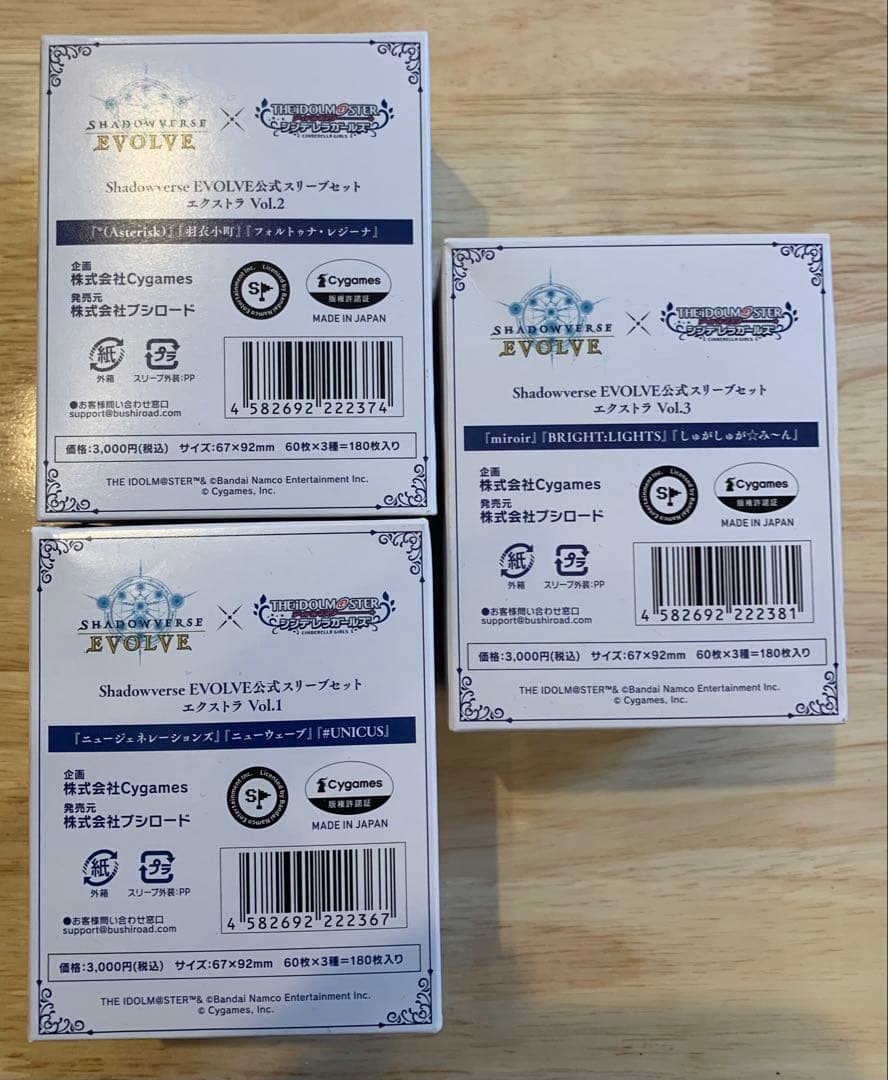 SHADOWVERSE
EVOLVE
×
THE IDOLM@STER
シンデレラガールズ
CINDERELLA GIRLS
Shadowverse EVOLVE公式スリーブセット
エクストラ Vol.2
『*(Asterisk)』『羽衣小町』『フォルトゥナ・レジーナ』
企画
株式会社Cygames
発売元
株式会社ブシロード
Licensed by Bandai Namco Entertainment Inc.
S
Cygames
版権許諾証
MADE IN JAPAN
紙
外箱
プラ
スリーブ外装:PP
4 582692 222374
●お客様問い合わせ窓口
support@bushiroad.com
価格:3,000円(税込) サイズ:67×92mm 60枚×3種=180枚入り
THE IDOLM@STER™& ©Bandai Namco Entertainment Inc.
© Cygames, Inc.
SHADOWVERSE
EVOLVE
×
THE IDOLM@STER
シンデレラガールズ
CINDERELLA GIRLS
Shadowverse EVOLVE公式スリーブセット
エクストラ Vol.3
『miroir』『BRIGHT:LIGHTS』『しゅがしゅが☆み~ん』
企画
株式会社Cygames
発売元
株式会社ブシロード
Licensed by Bandai Namco Entertainment Inc.
S
Cygames
版権許諾証
MADE IN JAPAN
紙
外箱
プラ
スリーブ外装:PP
4 582692 222381
●お客様問い合わせ窓口
support@bushiroad.com
価格:3,000円(税込) サイズ:67×92mm 60枚×3種=180枚入り
THE IDOLM@STER™& ©Bandai Namco Entertainment Inc.
© Cygames, Inc.
SHADOWVERSE
EVOLVE
×
THE IDOLM@STER
シンデレラガールズ
CINDERELLA GIRLS
Shadowverse EVOLVE公式スリーブセット
エクストラ Vol.1
『ニュージェネレーションズ』『ニューウェーブ』『#UNICUS』
企画
株式会社Cygames
発売元
株式会社ブシロード
Licensed by Bandai Namco Entertainment Inc.
S
Cygames
版権許諾証
MADE IN JAPAN
紙
外箱
プラ
スリーブ外装:PP
4 582692 222367
●お客様問い合わせ窓口
support@bushiroad.com
価格:3,000円(税込) サイズ:67×92mm 60枚×3種=180枚入り
THE IDOLM@STER™& ©Bandai Namco Entertainment Inc.
© Cygames, Inc.